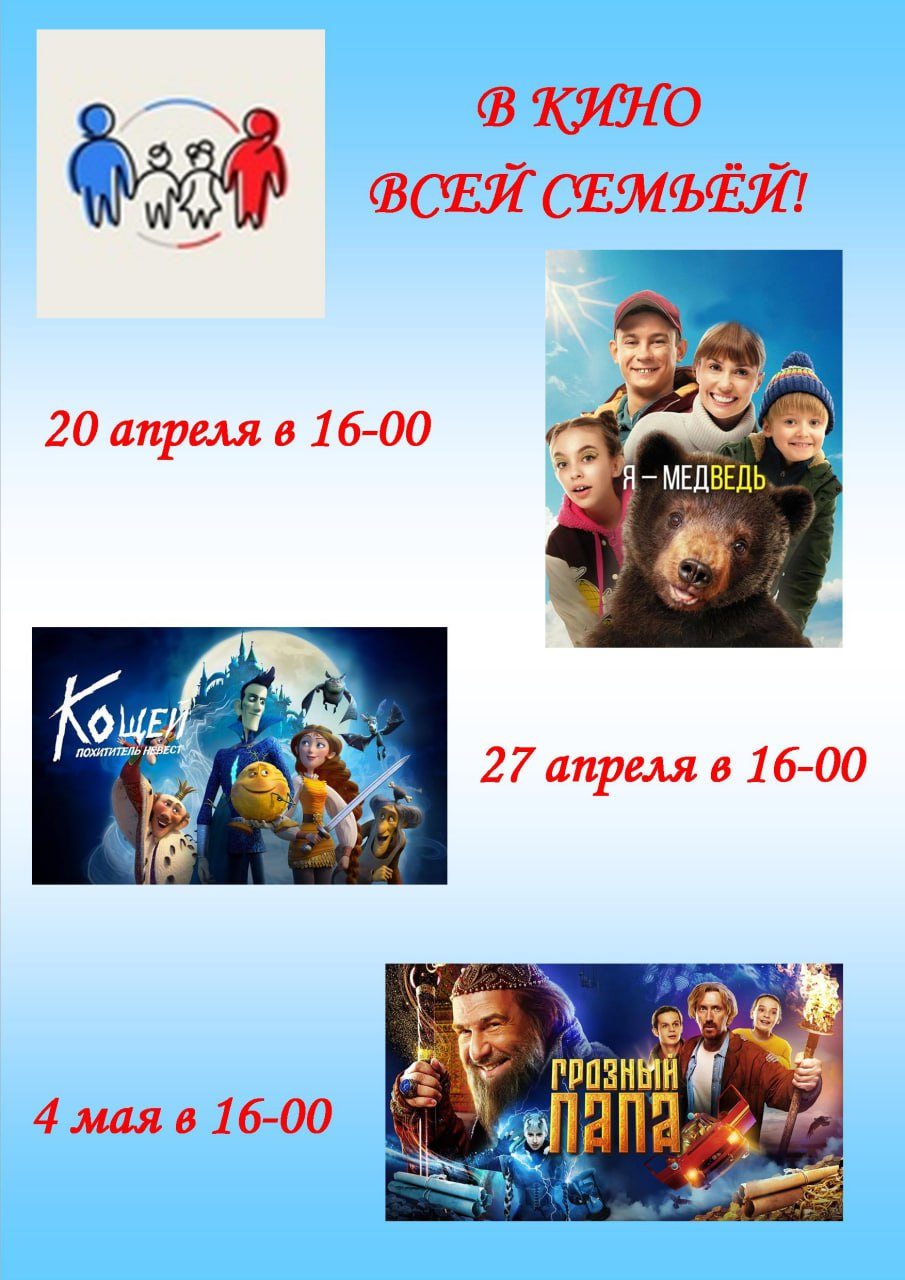 В КИНО
ВСЕЙ СЕМЬЁЙ!
20 апреля в 16-00
Я – МЕДВЕДЬ
КОЩЕЙ
ПОХИТИТЕЛЬ НЕВЕСТ
27 апреля в 16-00
4 мая в 16-00
ГРОЗНЫЙ
ПАПА